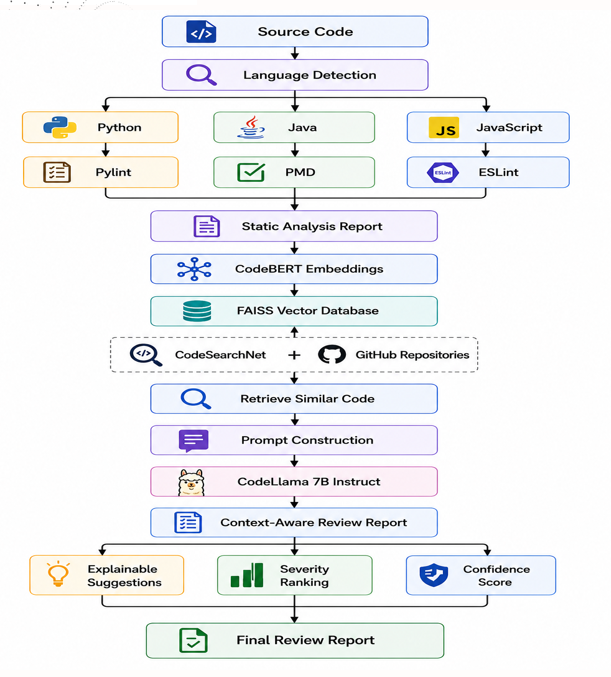 Source Code
Language Detection
Python
Java
JS
JavaScript
Pylint
PMD
ESLint
ESLint
Static Analysis Report
CodeBERT Embeddings
FAISS Vector Database
CodeSearchNet
+
GitHub Repositories
Retrieve Similar Code
Prompt Construction
CodeLlama 7B Instruct
Context-Aware Review Report
Explainable
Suggestions
Severity
Ranking
Confidence
Score
Final Review Report